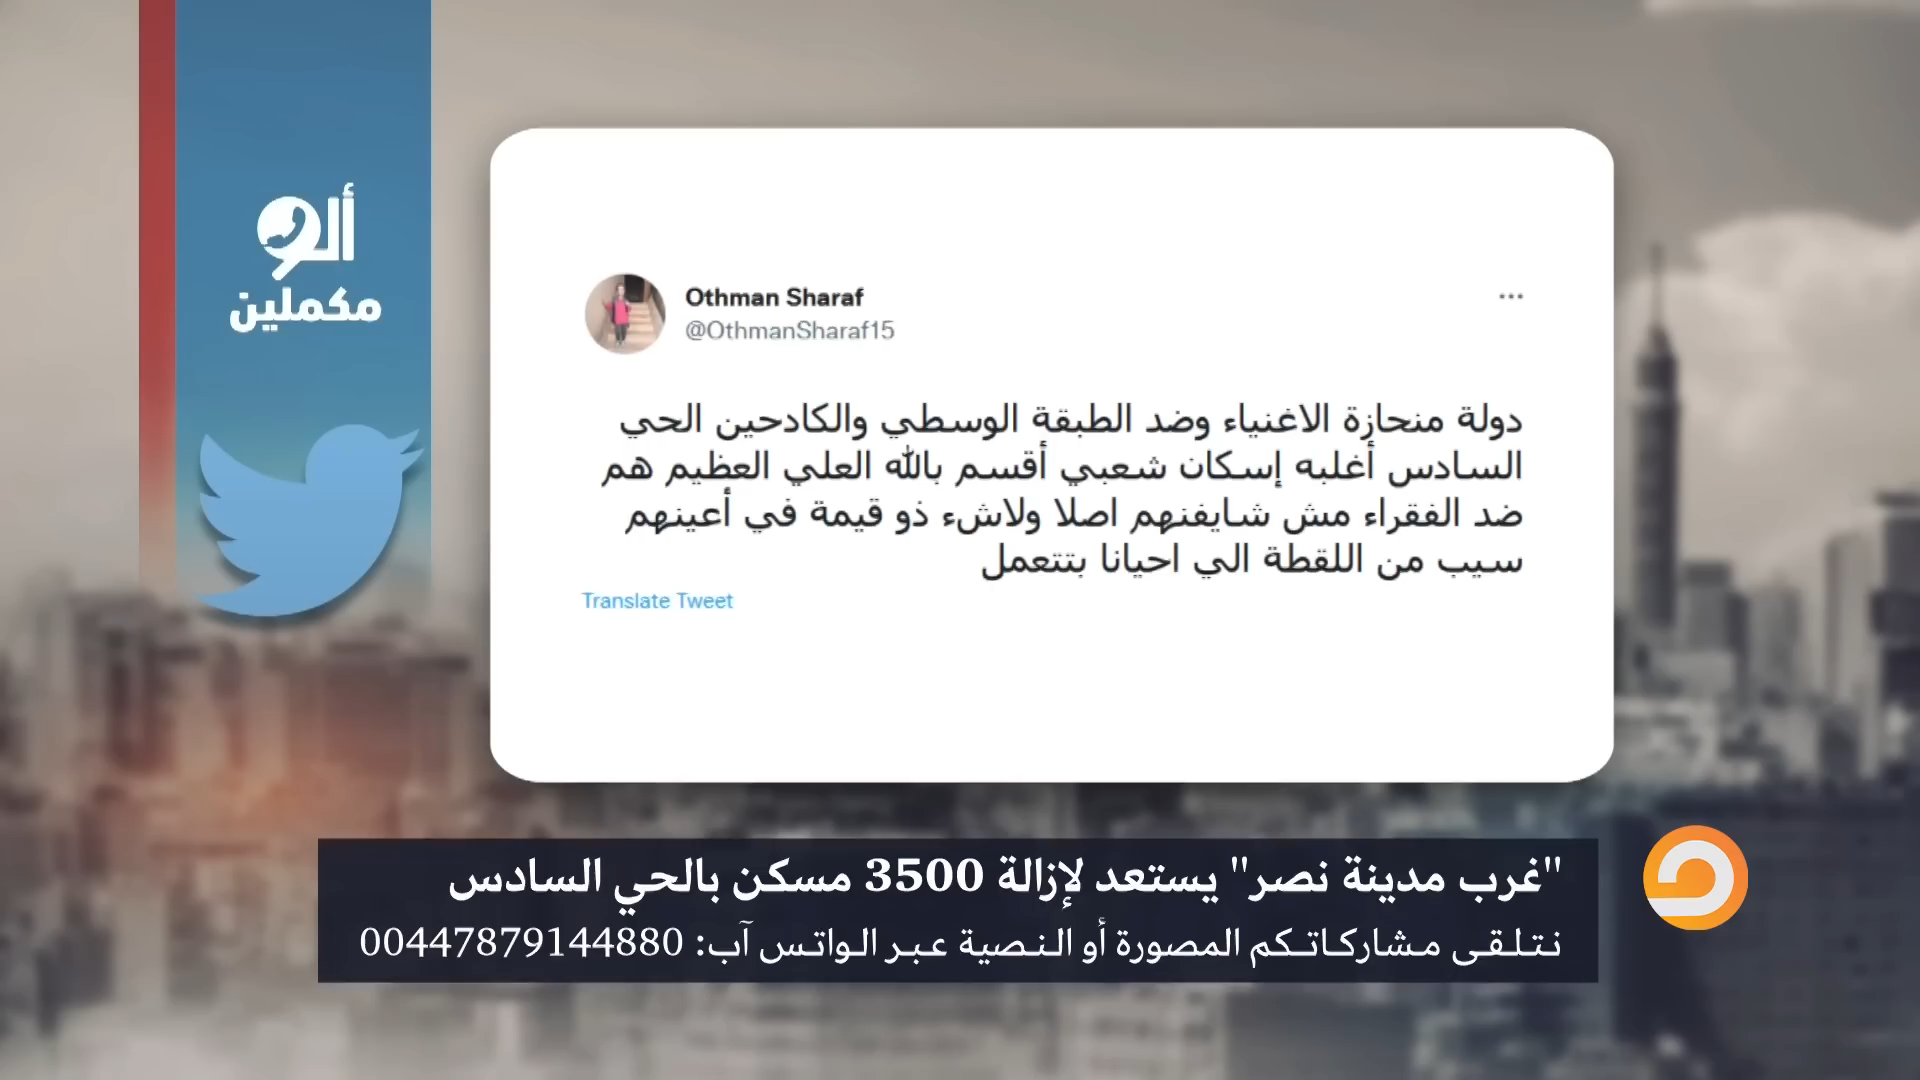 ألو
مكملين
Othman Sharaf
@OthmanSharaf15
دولة منحازة الاغنياء وضد الطبقة الوسطي والكادحين الحي
السادس أغلبه إسكان شعبي أقسم بالله العلي العظيم هم
ضد الفقراء مش شايفنهم اصلا ولاشء ذو قيمة في أعينهم
سيب من اللقطة الي احيانا بتتعمل
Translate Tweet
"غرب مدينة نصر" يستعد لإزالة 3500 مسكن بالحي السادس
نتلقى مشاركاتكم المصورة أو النصية عبر الواتس آب: 00447879144880